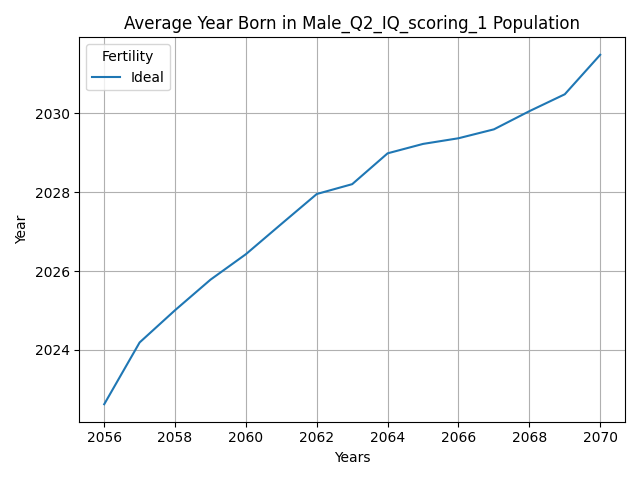 Average Year Born in Male_Q2_IQ_scoring_1 Population
Fertility
Ideal
Year
2030
2028
2026
2024
2056 2058 2060 2062 2064 2066 2068 2070
Years